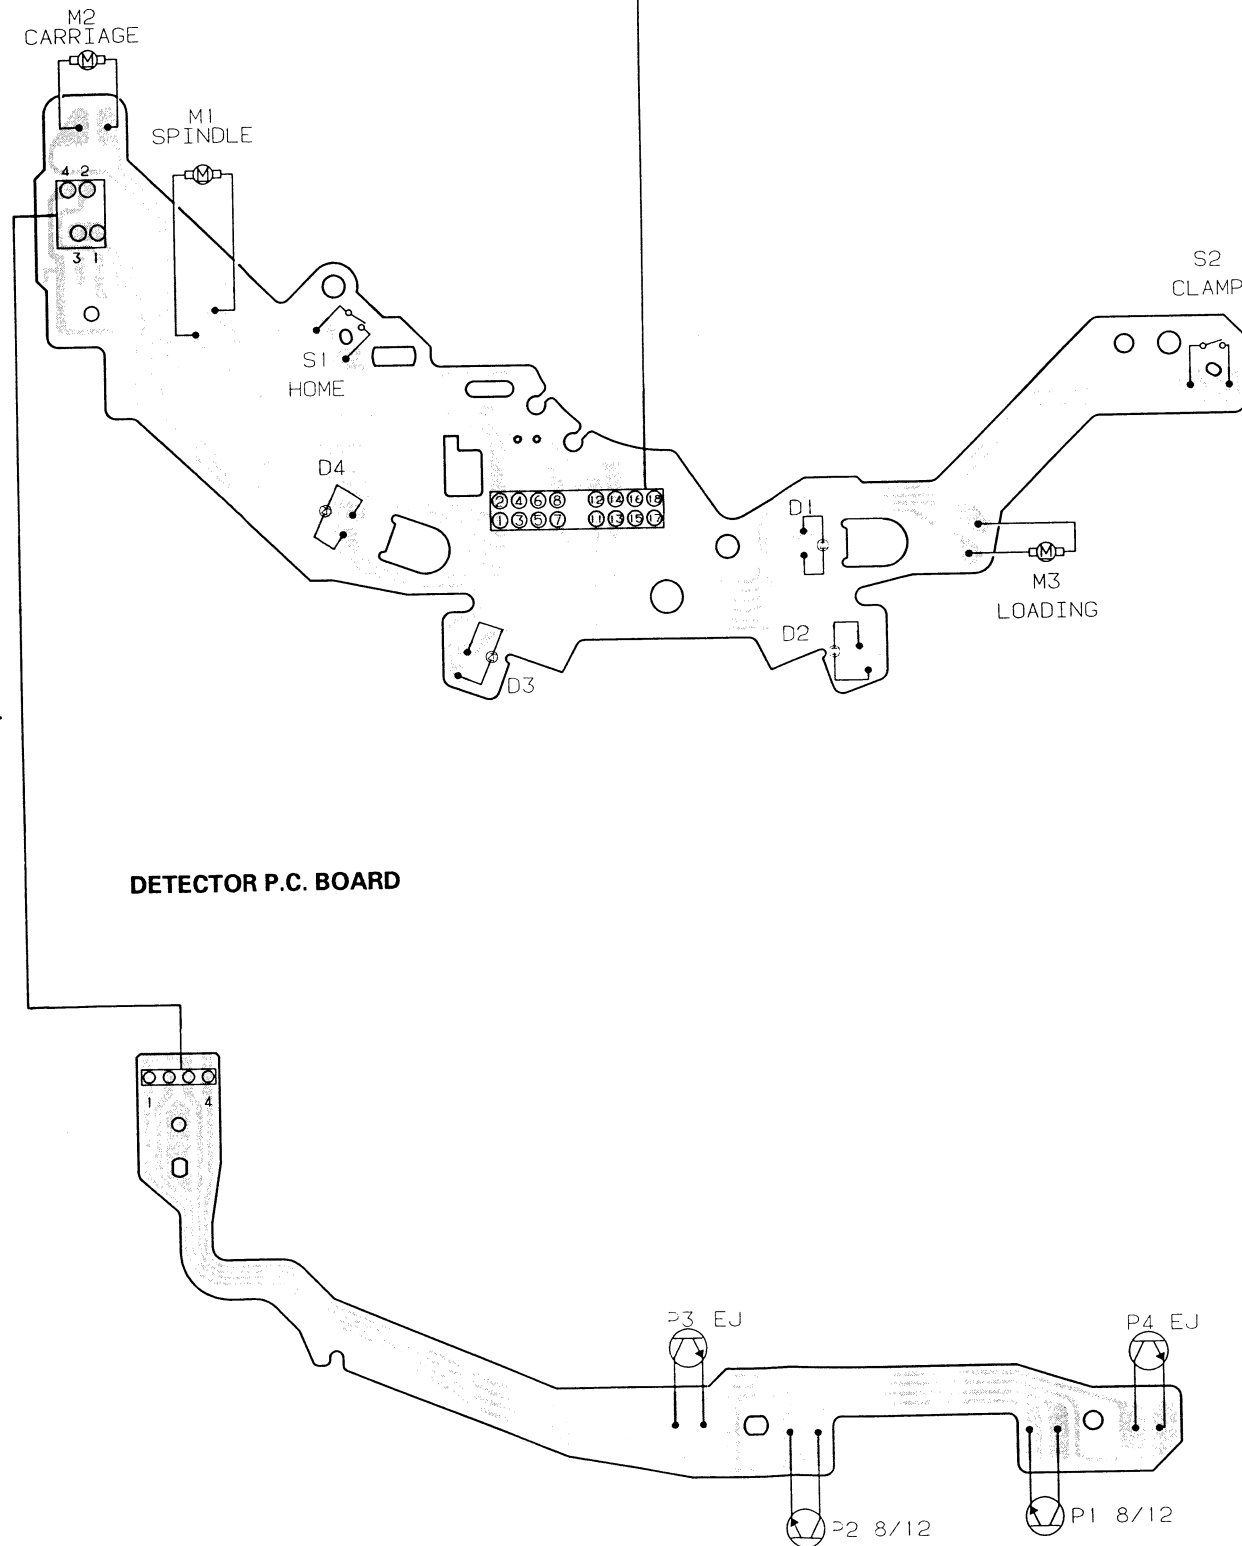 M2
CARRIAGE
M
M1
SPINDLE
M
4 2
3 1
S1
HOME
S2
CLAMP
D4
2 4 6 8 12 14 16 18
1 3 5 7 11 13 15 17
D1
M
M3
LOADING
D2
D3
DETECTOR P.C. BOARD
1 4
P3 EJ
P4 EJ
P2 8/12
P1 8/12